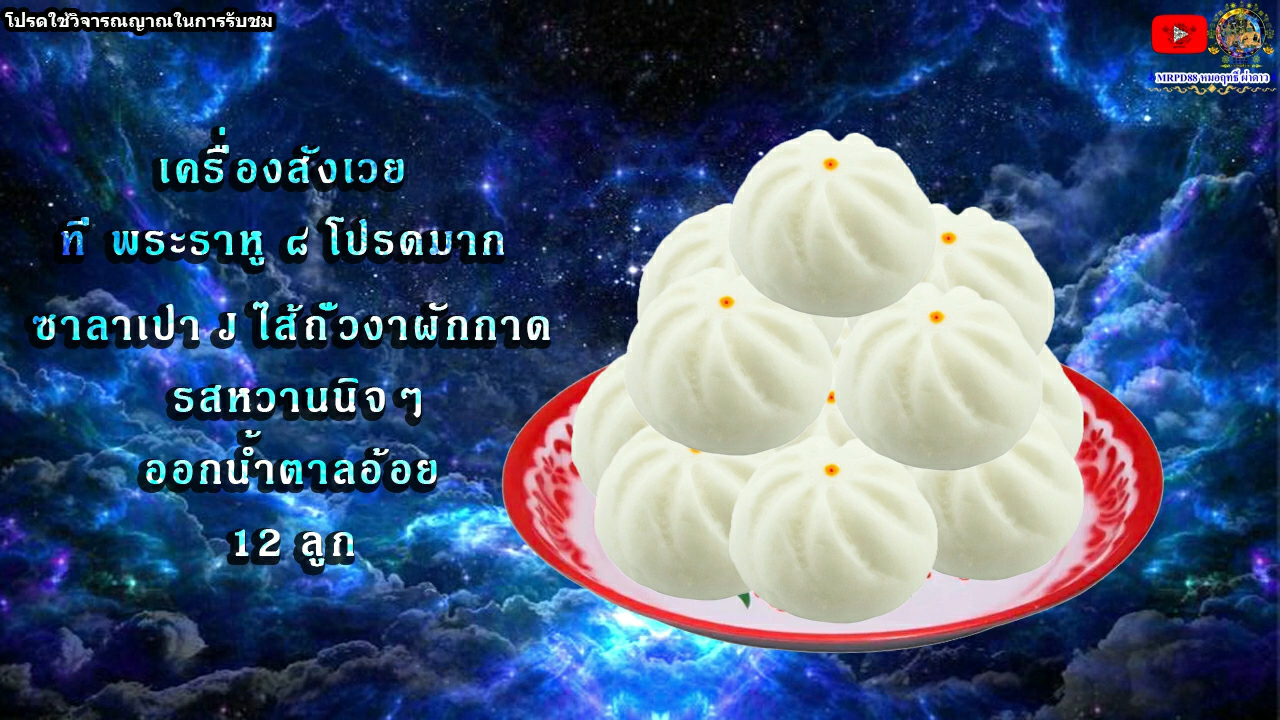 โปรดใช้วิจารณญาณในการรับชม
MRPD88 หมอฤทธิ์ ผ่าดาว
เครื่องสังเวย
ที่ พระราหู ๘ โปรดมาก
ซาลาเปา J ไส้ถั่วงาผักกาด
รสหวานนิจ ๆ
ออกน้ำตาลอ้อย
12 ลูก